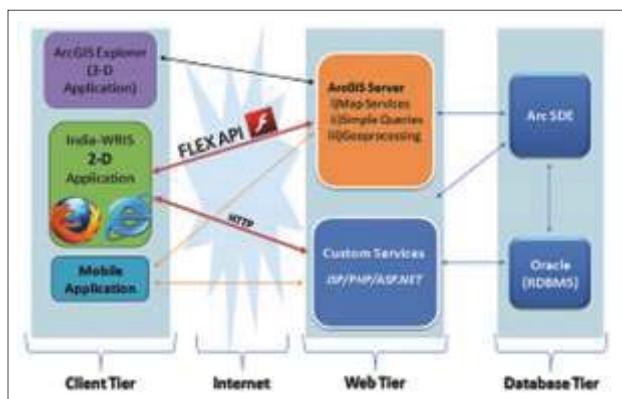 ArcGIS Explorer
(3-D
Application)
India-WRIS
2-D
Application
Mobile
Application
FLEX API
HTTP
ArcGIS Server
i)Map Services
ii)Simple Queries
iii)Geoprocessing
Custom Services
JSP/PHP/ASP.NET
Arc SDE
Oracle
(RDBMS)
Client Tier
Internet
Web Tier
Database Tier